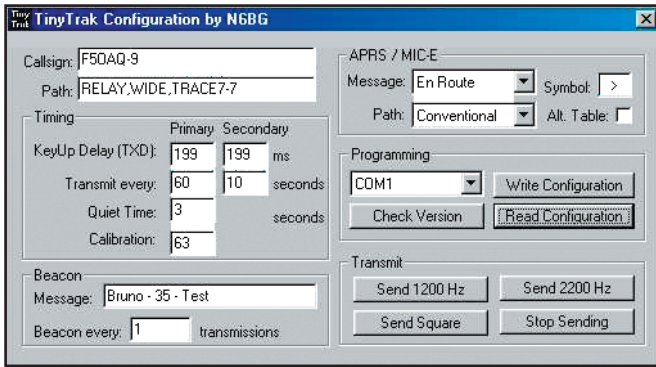 Tiny Trak TinyTrak Configuration by N6BG
Callsign: F5OAQ-9
Path: RELAY,WIDE,TRACE7-7
Timing
Primary Secondary
KeyUp Delay (TXD): 199 199 ms
Transmit every: 60 10 seconds
Quiet Time: 3 seconds
Calibration: 63
Beacon
Message: Bruno - 35 - Test
Beacon every: 1 transmissions
APRS / MIC-E
Message: En Route Symbol: >
Path: Conventional Alt. Table:
Programming
COM1 Write Configuration
Check Version Read Configuration
Transmit
Send 1200 Hz Send 2200 Hz
Send Square Stop Sending